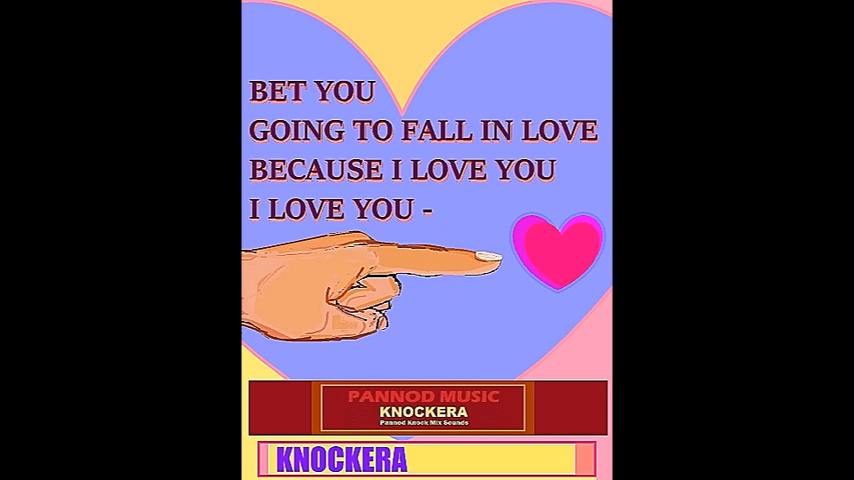 BET YOU
GOING TO FALL IN LOVE
BECAUSE I LOVE YOU
I LOVE YOU -
PANNOD MUSIC
KNOCKERA
Pannod Knock Mix Sounds
KNOCKERA